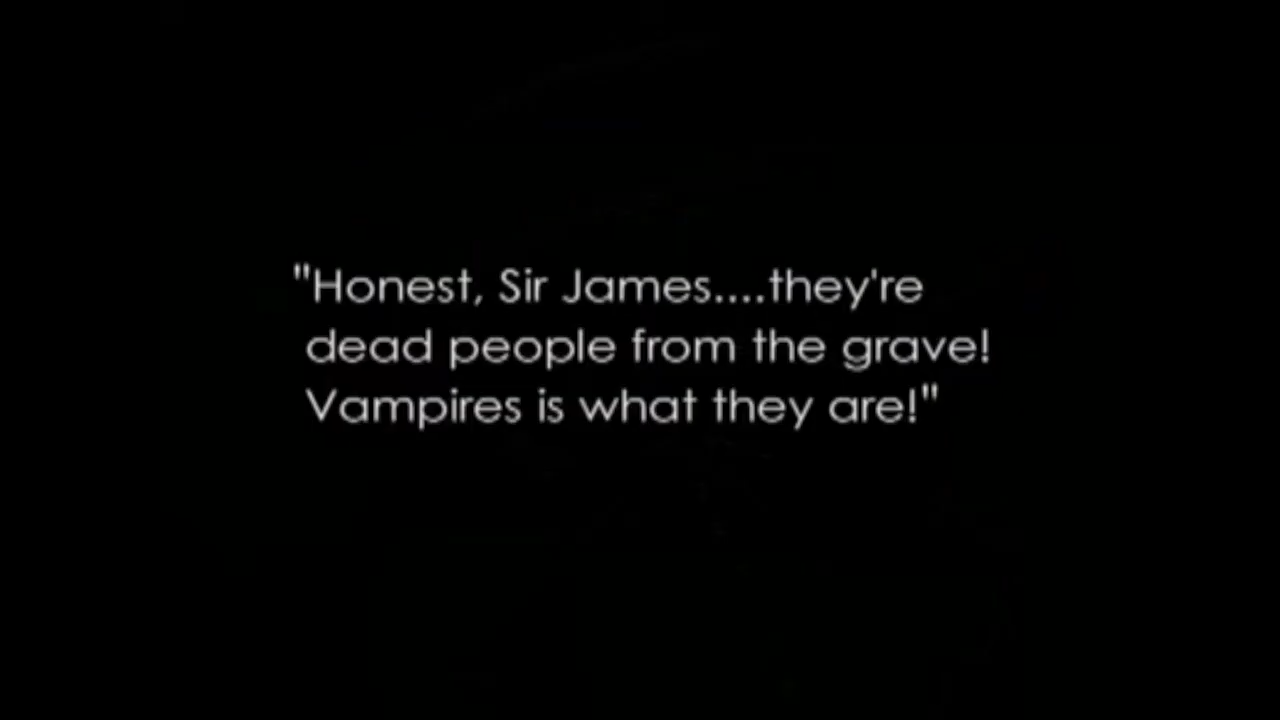 "Honest, Sir James....they're
dead people from the grave!
Vampires is what they are!"